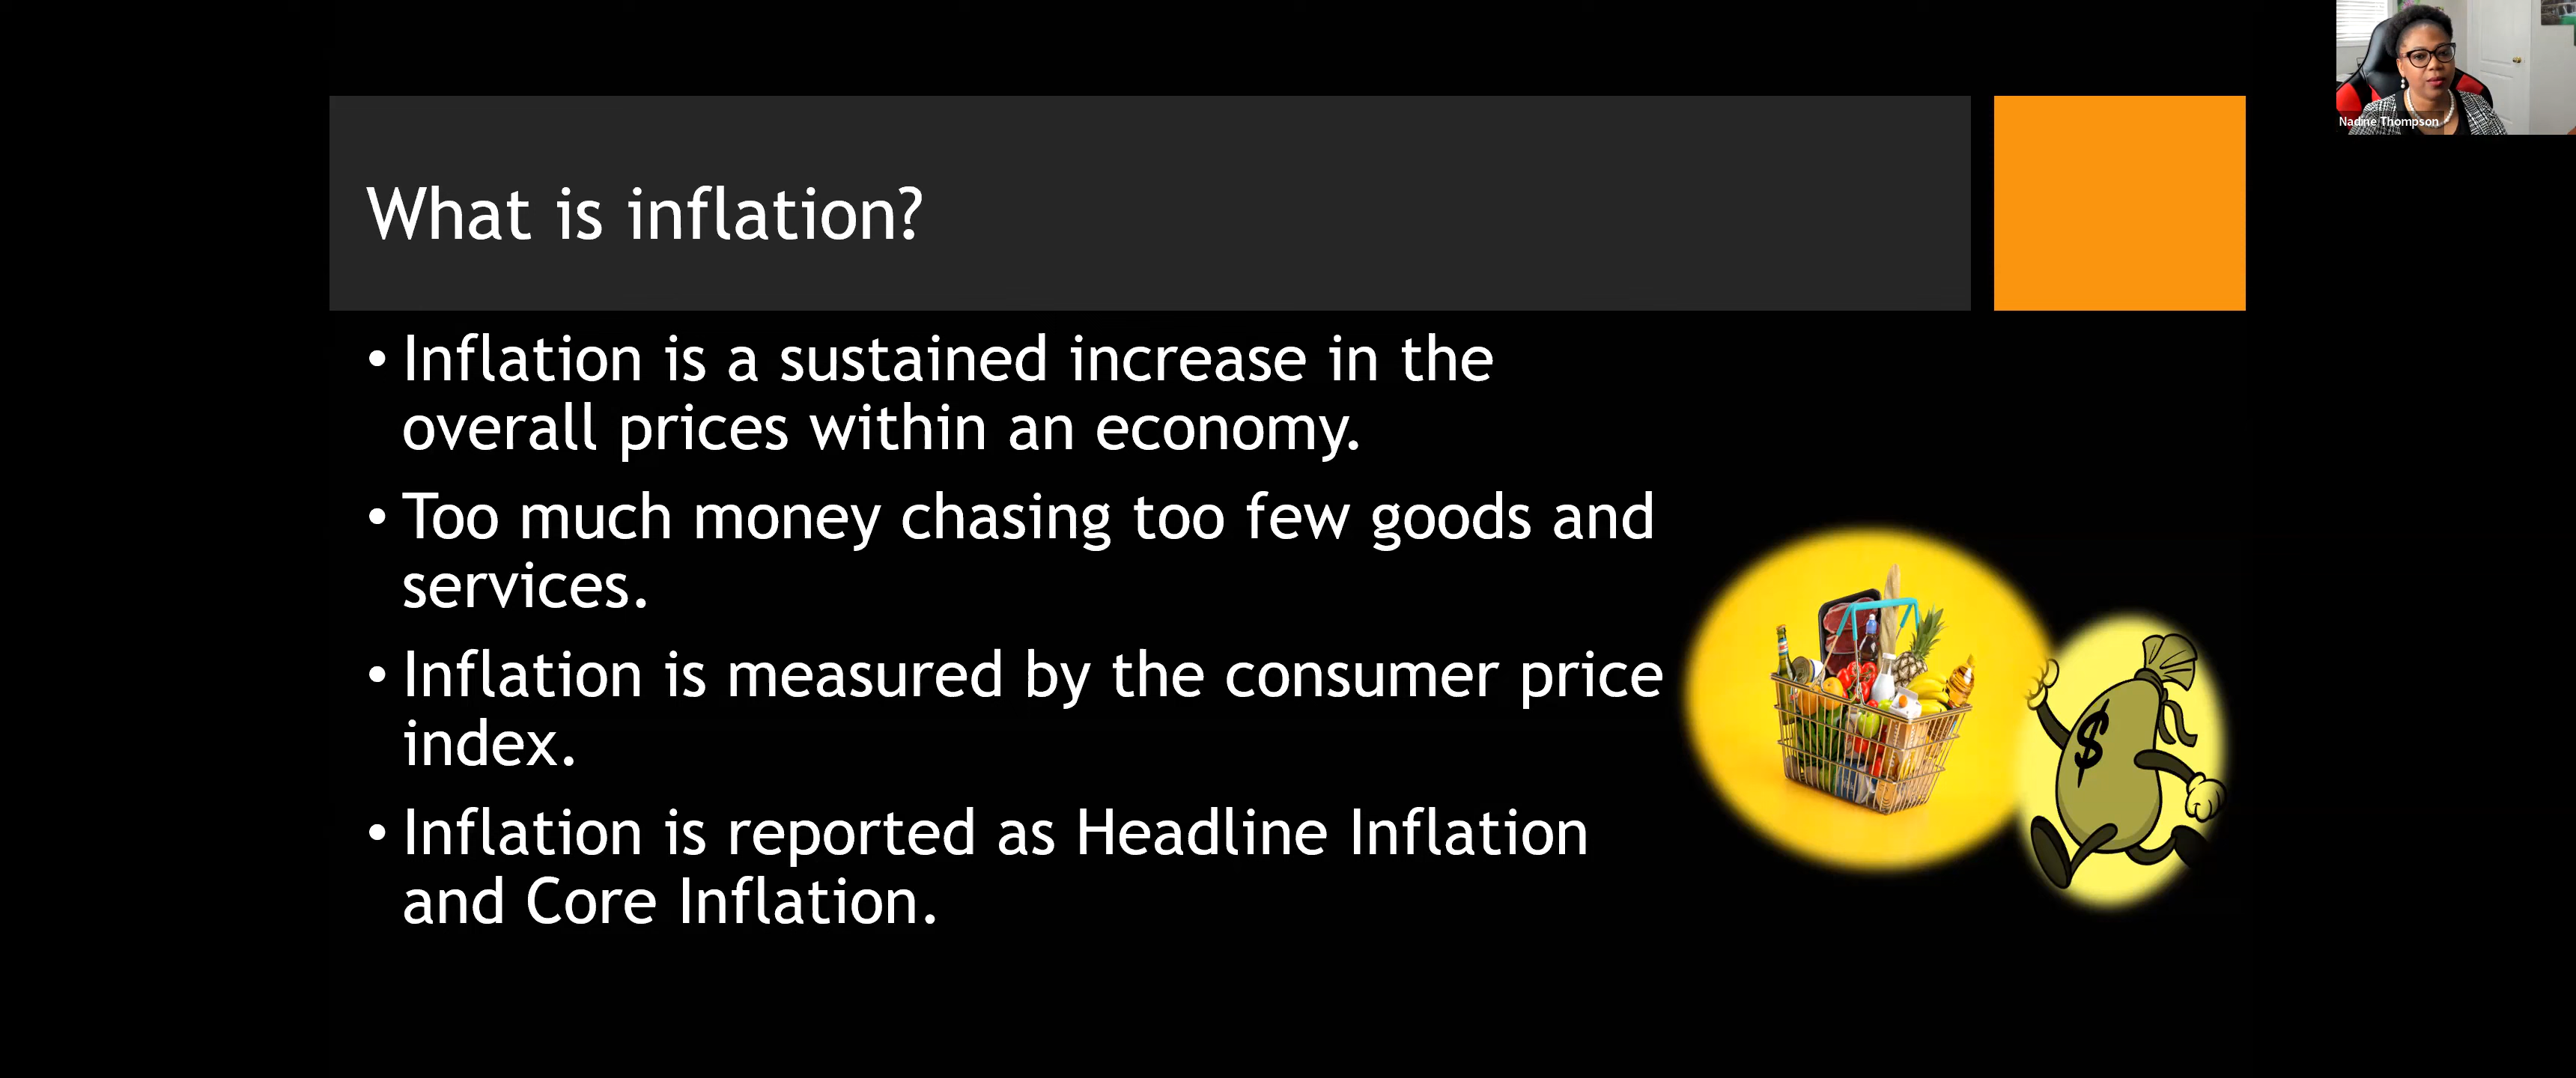 Nadine Thompson
What is inflation?
• Inflation is a sustained increase in the
overall prices within an economy.
• Too much money chasing too few goods and
services.
• Inflation is measured by the consumer price
index.
• Inflation is reported as Headline Inflation
and Core Inflation.
$